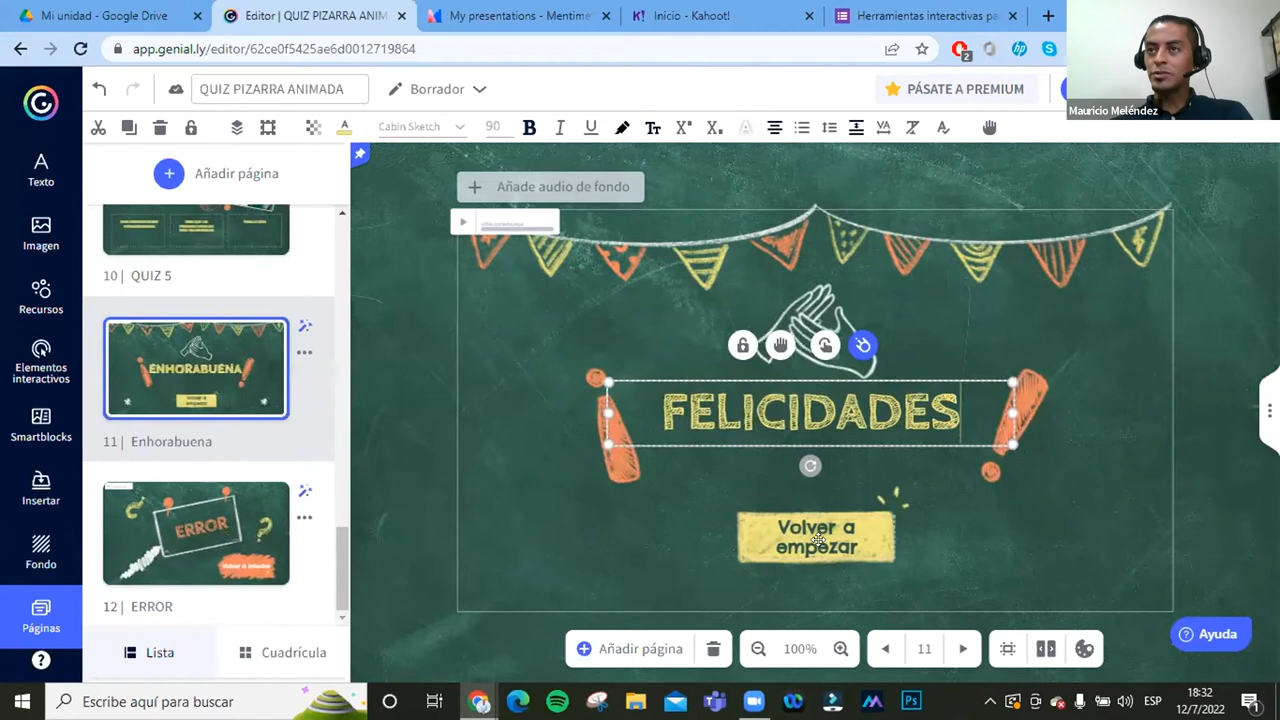 Mi unidad - Google Drive
Editor | QUIZ PIZARRA ANIM
My presentations - Mentime
Inicio - Kahoot!
Herramientas interactivas pa
app.genial.ly/editor/62ce0f5425ae6d0012719864
2
Mauricio Meléndez
QUIZ PIZARRA ANIMADA
Borrador
PÁSATE A PREMIUM
Cabin Sketch
90
Texto
Imagen
Recursos
Elementos
interactivos
Smartblocks
Insertar
Fondo
Páginas
Añadir página
10 | QUIZ 5
ENHORABUENA
Volver a
empezar
11 | Enhorabuena
ERROR
12 | ERROR
Lista
Cuadrícula
Añade audio de fondo
FELICIDADES
Volver a
empezar
Añadir página
100%
11
Ayuda
Escribe aquí para buscar
ESP
18:32
12/7/2022
1